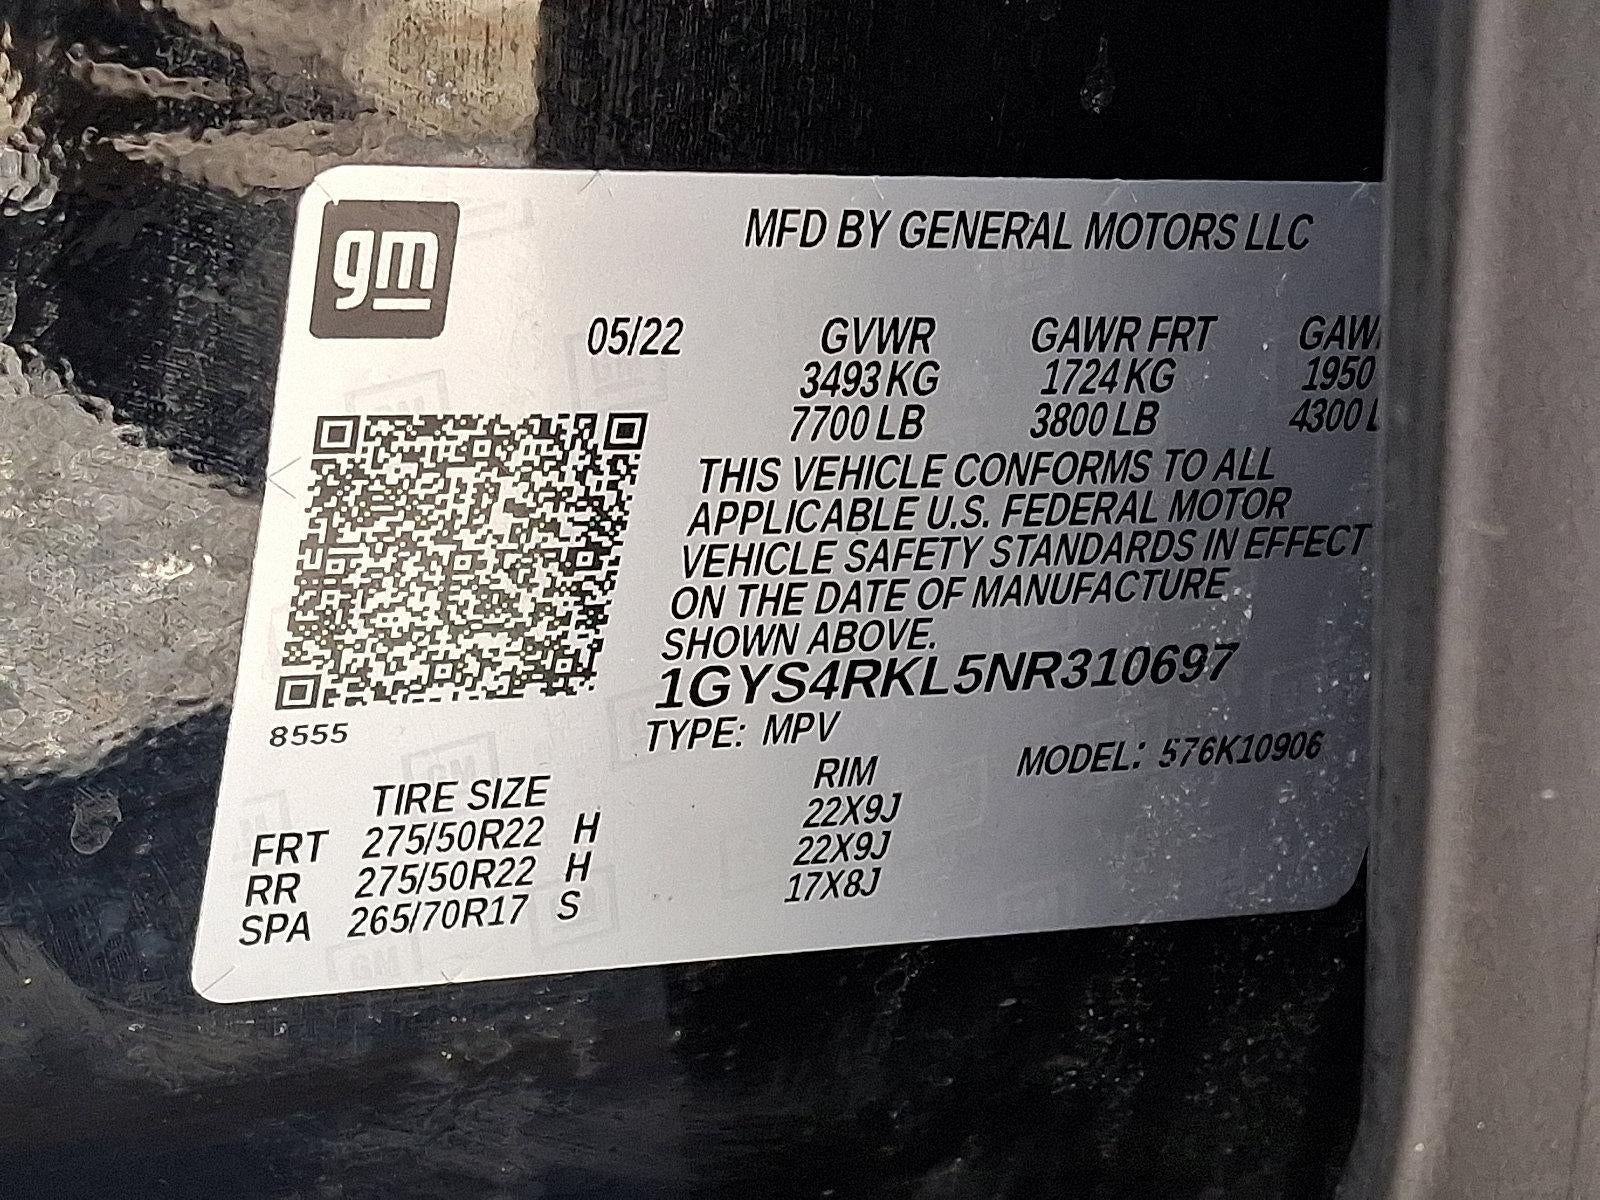 gm
MFD BY GENERAL MOTORS LLC
05/22 GVWR GAWR FRT
3493 KG 1724 KG 1950
7700 LB 3800 LB 4300
THIS VEHICLE CONFORMS TO ALL
APPLICABLE U.S. FEDERAL MOTOR
VEHICLE SAFETY STANDARDS IN EFFECT
ON THE DATE OF MANUFACTURE
SHOWN ABOVE.
1GYS4RKL5NR310697
8555
TYPE: MPV MODEL: 576K10906
TIRE SIZE RIM
FRT 275/50R22 H 22X9J
RR 275/50R22 H 22X9J
SPA 265/70R17 S 17X8J